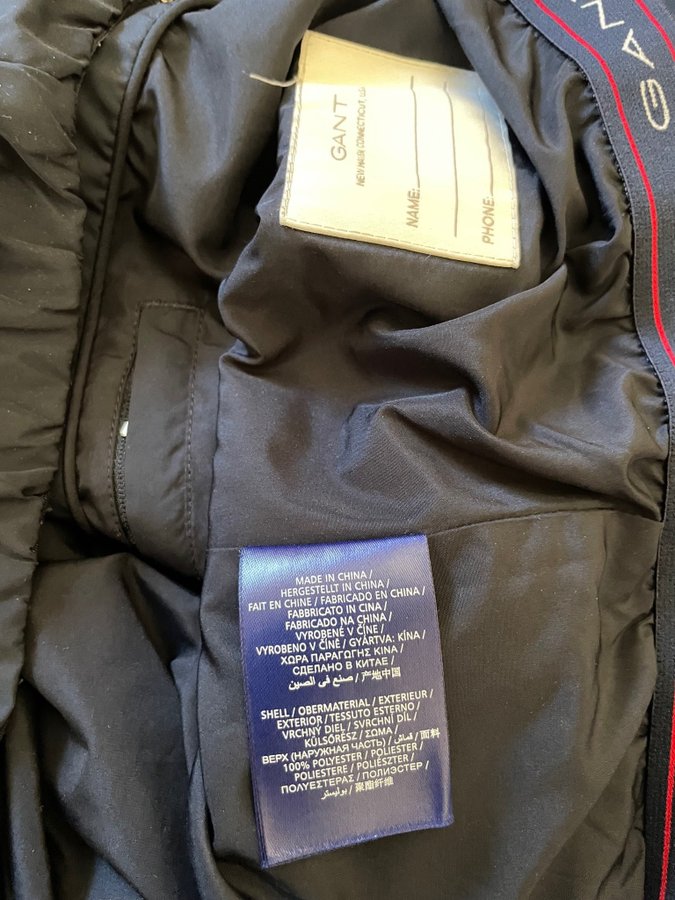 GAN
GANT
NEW HAVEN CONNECTICUT, USA
NAME:
PHONE:
MADE IN CHINA /
HERGESTELLT IN CHINA /
FAIT EN CHINE / FABRICADO EN CHINA /
FABBRICATO IN CINA /
FABRICADO NA CHINA /
VYROBENÉ V ČÍNE /
VYROBENO V ČÍNĚ / GYÁRTVA: KÍNA /
ΧΩΡΑ ΠΑΡΑΓΩΓΗΣ ΚΙΝΑ /
СДЕЛАНО В КИТАЕ /
صنع في الصين / 产地中国
SHELL / OBERMATERIAL / EXTERIEUR /
EXTERIOR / TESSUTO ESTERNO /
VRCHNÝ DIEL / SVRCHNÍ DÍL /
KÜLSŐRÉSZ / ΣΩΜΑ /
ВЕРХ (НАРУЖНАЯ ЧАСТЬ) / قماش / 面料
100% POLYESTER / POLIESTER /
POLIESTERE / POLIÉSZTER /
ΠΟΛΥΕΣΤΕΡΑΣ / ПОЛИЭСТЕР /
بوليستر / 聚酯纤维